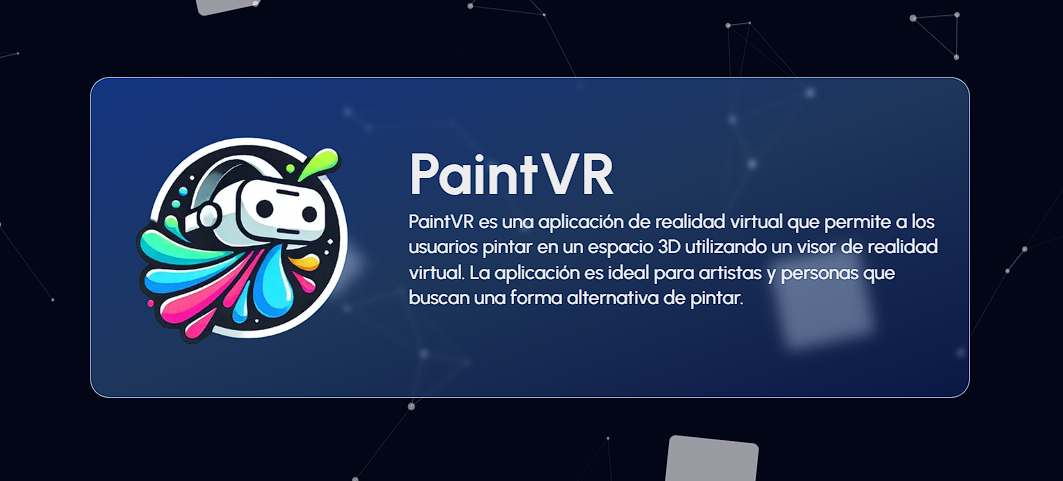 PaintVR
PaintVR es una aplicación de realidad virtual que permite a los
usuarios pintar en un espacio 3D utilizando un visor de realidad
virtual. La aplicación es ideal para artistas y personas que
buscan una forma alternativa de pintar.